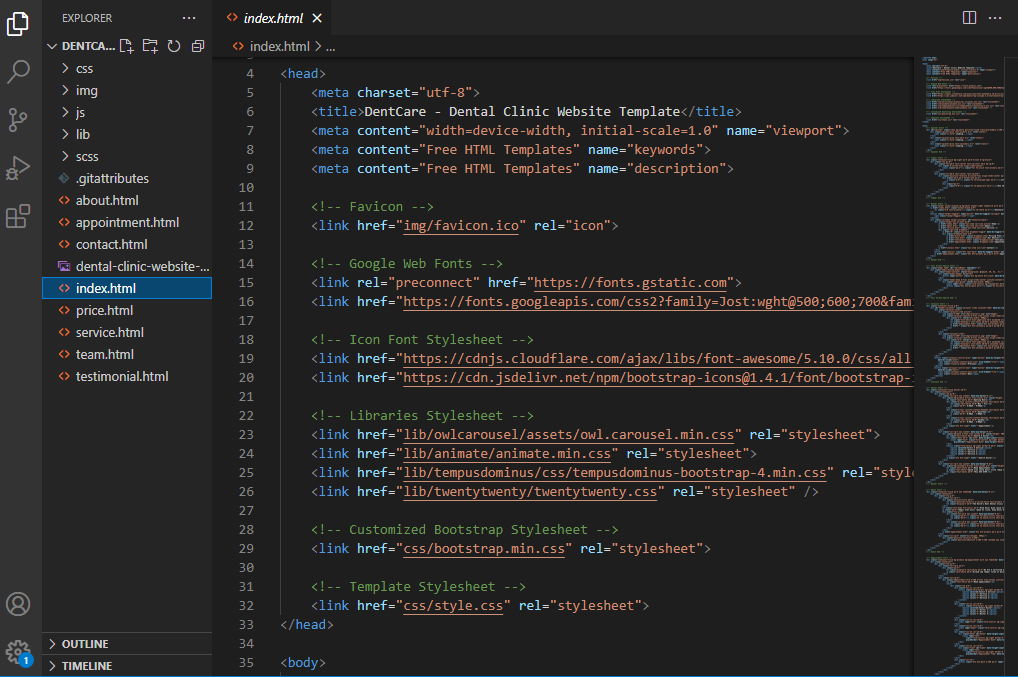 EXPLORER
index.html
DENTCA...
index.html > ...
css
img
js
lib
scss
.gitattributes
about.html
appointment.html
contact.html
dental-clinic-website-...
index.html
price.html
service.html
team.html
testimonial.html
OUTLINE
TIMELINE
1
4 <head>
5 <meta charset="utf-8">
6 <title>DentCare - Dental Clinic Website Template</title>
7 <meta content="width=device-width, initial-scale=1.0" name="viewport">
8 <meta content="Free HTML Templates" name="keywords">
9 <meta content="Free HTML Templates" name="description">
10
11 <!-- Favicon -->
12 <link href="img/favicon.ico" rel="icon">
13
14 <!-- Google Web Fonts -->
15 <link rel="preconnect" href="https://fonts.gstatic.com">
16 <link href="https://fonts.googleapis.com/css2?family=Jost:wght@500;600;700&fami
17
18 <!-- Icon Font Stylesheet -->
19 <link href="https://cdnjs.cloudflare.com/ajax/libs/font-awesome/5.10.0/css/all
20 <link href="https://cdn.jsdelivr.net/npm/bootstrap-icons@1.4.1/font/bootstrap-
21
22 <!-- Libraries Stylesheet -->
23 <link href="lib/owlcarousel/assets/owl.carousel.min.css" rel="stylesheet">
24 <link href="lib/animate/animate.min.css" rel="stylesheet">
25 <link href="lib/tempusdominus/css/tempusdominus-bootstrap-4.min.css" rel="style
26 <link href="lib/twentytwenty/twentytwenty.css" rel="stylesheet" />
27
28 <!-- Customized Bootstrap Stylesheet -->
29 <link href="css/bootstrap.min.css" rel="stylesheet">
30
31 <!-- Template Stylesheet -->
32 <link href="css/style.css" rel="stylesheet">
33 </head>
34
35 <body>